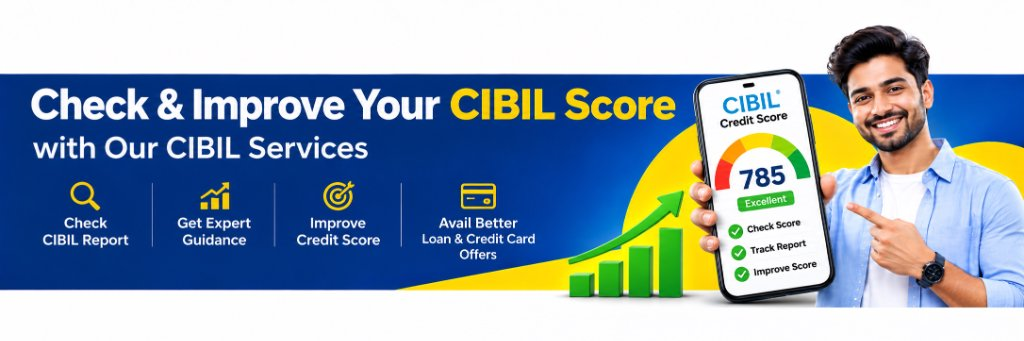 Check & Improve Your CIBIL Score
with Our CIBIL Services
Check
CIBIL Report
Get Expert
Guidance
Improve
Credit Score
Avail Better
Loan & Credit Card
Offers
CIBIL®
Credit Score
785
Excellent
Check Score
Track Report
Improve Score